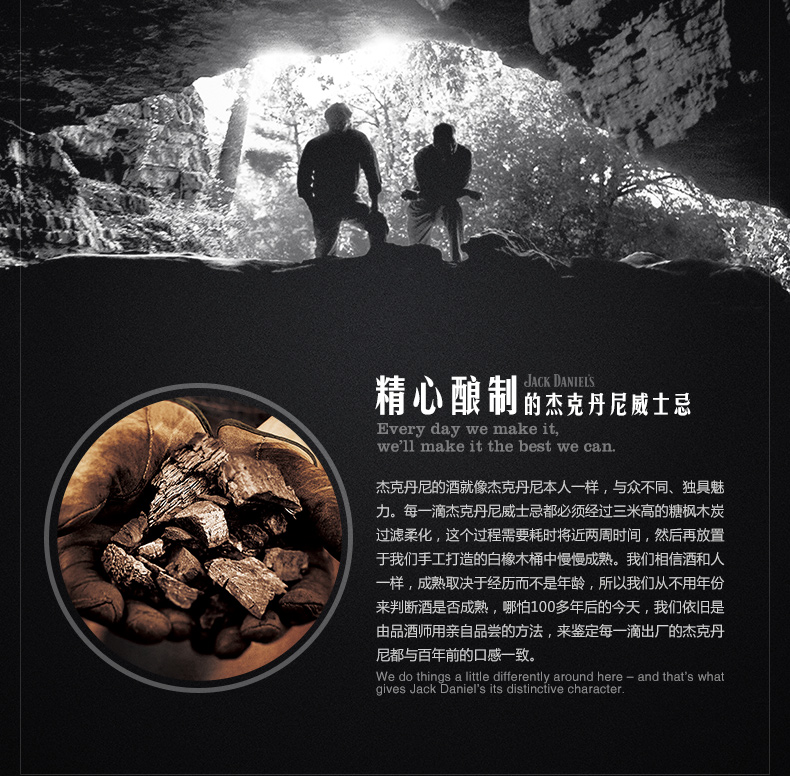 精心酿制 JACK DANIEL'S
的杰克丹尼威士忌
Every day we make it,
we'll make it the best we can.
杰克丹尼的酒就像杰克丹尼本人一样，与众不同、独具魅
力。每一滴杰克丹尼威士忌都必须经过三米高的糖枫木炭
过滤柔化，这个过程需要耗时将近两周时间，然后再放置
于我们手工打造的白橡木桶中慢慢成熟。我们相信酒和人
一样，成熟取决于经历而不是年龄，所以我们从不用年份
来判断酒是否成熟，哪怕100多年后的今天，我们依旧是
由品酒师用亲自品尝的方法，来鉴定每一滴出厂的杰克丹
尼都与百年前的口感一致。
We do things a little differently around here – and that's what
gives Jack Daniel's its distinctive character.